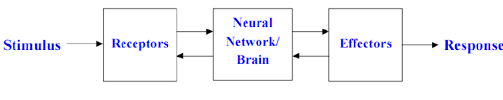 Stimulus
Receptors
Neural
Network/
Brain
Effectors
Response